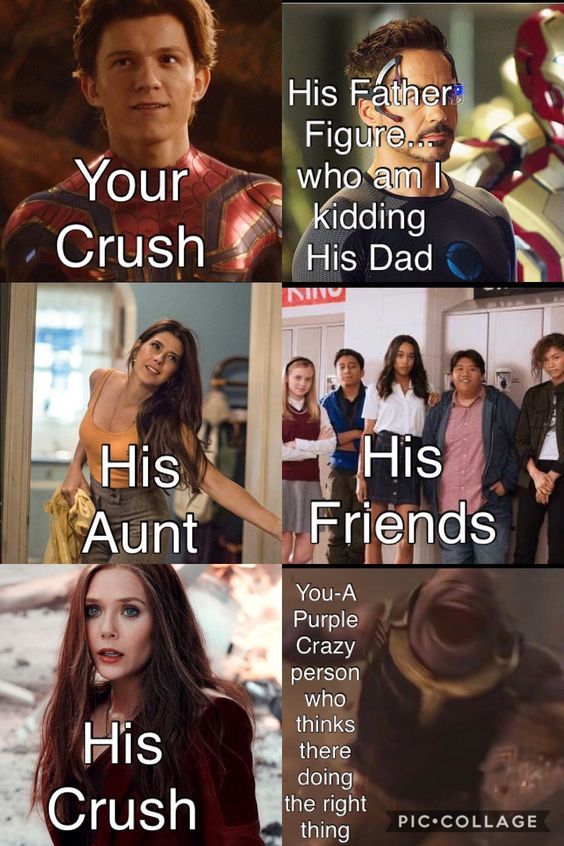 Your
Crush
His Father
Figure...
who am I
kidding
His Dad
His
Aunt
His
Friends
His
Crush
You-A
Purple
Crazy
person
who
thinks
there
doing
the right
thing
PIC•COLLAGE